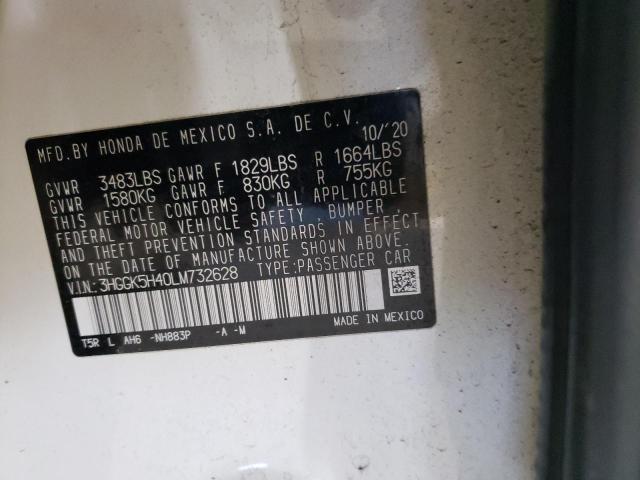 MFD.BY HONDA DE MEXICO S.A. DE C.V. 10/'20
GVWR 3483LBS GAWR F 1829LBS R 1664LBS
GVWR 1580KG GAWR F 830KG R 755KG
THIS VEHICLE CONFORMS TO ALL APPLICABLE
FEDERAL MOTOR VEHICLE SAFETY, BUMPER,
AND THEFT PREVENTION STANDARDS IN EFFECT
ON THE DATE OF MANUFACTURE SHOWN ABOVE.
V.I.N.:3HGGK5H40LM732628 TYPE:PASSENGER CAR
T5R L AH6 -NH883P -A -M MADE IN MEXICO